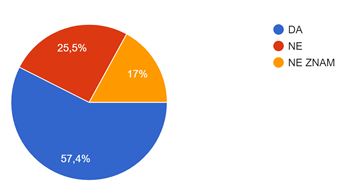 25,5%
17%
57,4%
DA
NE
NE ZNAM